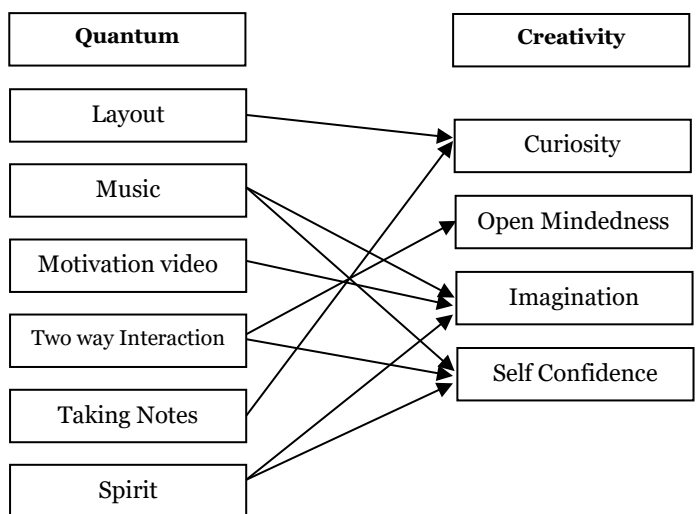 Quantum
Creativity
Layout
Curiosity
Music
Open Mindedness
Motivation video
Imagination
Two way Interaction
Self Confidence
Taking Notes
Spirit